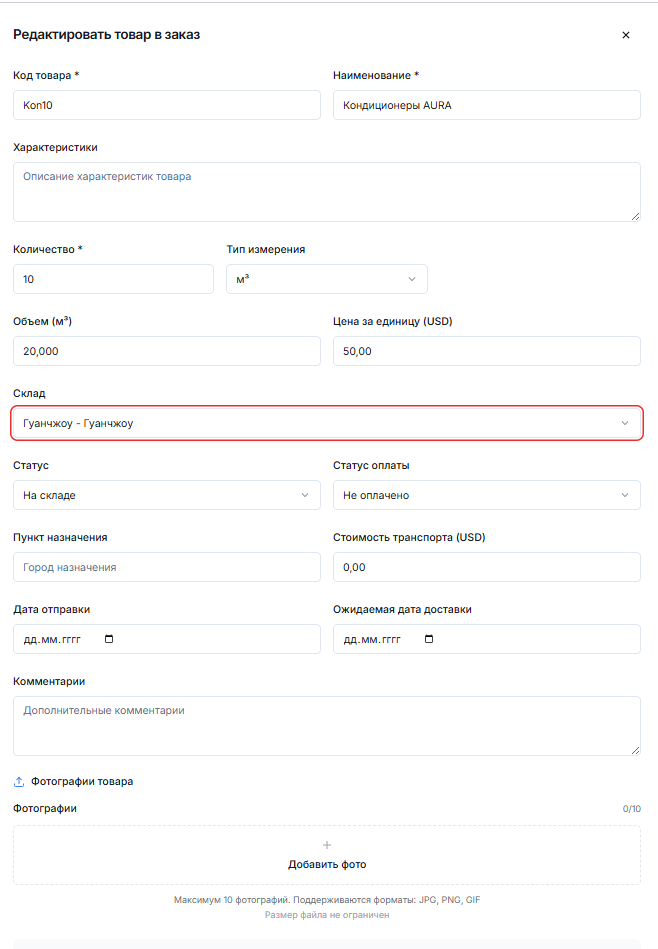 Редактировать товар в заказ
Код товара *
Наименование *
Kon10
Кондиционеры AURA
Характеристики
Описание характеристик товара
Количество *
Тип измерения
10
м³
Объем (м³)
Цена за единицу (USD)
20,000
50,00
Склад
Гуанчжоу - Гуанчжоу
Статус
Статус оплаты
На складе
Не оплачено
Пункт назначения
Стоимость транспорта (USD)
Город назначения
0,00
Дата отправки
Ожидаемая дата доставки
дд.мм.гггг
дд.мм.гггг
Комментарии
Дополнительные комментарии
Фотографии товара
Фотографии
0/10
Добавить фото
Максимум 10 фотографий. Поддерживаются форматы: JPG, PNG, GIF
Размер файла не ограничен